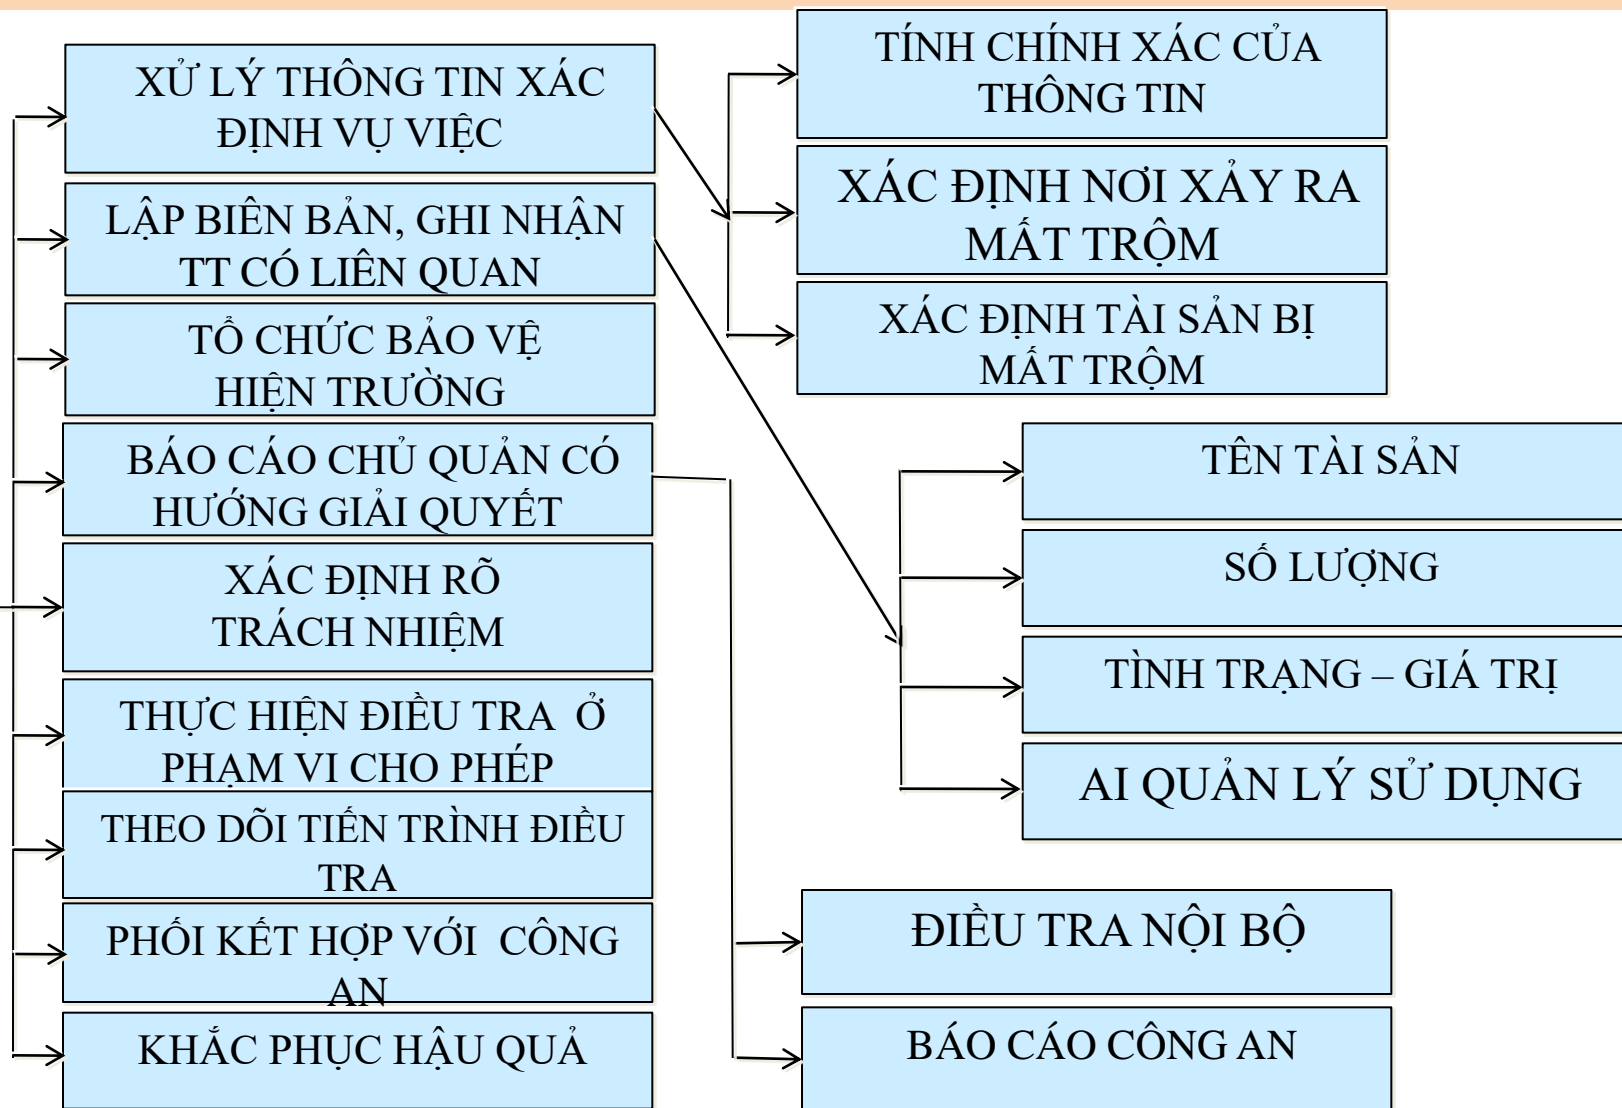 XỬ LÝ THÔNG TIN XÁC
ĐỊNH VỤ VIỆC
LẬP BIÊN BẢN, GHI NHẬN
TT CÓ LIÊN QUAN
TỔ CHỨC BẢO VỆ
HIỆN TRƯỜNG
BÁO CÁO CHỦ QUẢN CÓ
HƯỚNG GIẢI QUYẾT
XÁC ĐỊNH RÕ
TRÁCH NHIỆM
THỰC HIỆN ĐIỀU TRA Ở
PHẠM VI CHO PHÉP
THEO DÕI TIẾN TRÌNH ĐIỀU
TRA
PHỐI KẾT HỢP VỚI CÔNG
AN
KHẮC PHỤC HẬU QUẢ
TÍNH CHÍNH XÁC CỦA
THÔNG TIN
XÁC ĐỊNH NƠI XẢY RA
MẤT TRỘM
XÁC ĐỊNH TÀI SẢN BỊ
MẤT TRỘM
TÊN TÀI SẢN
SỐ LƯỢNG
TÌNH TRẠNG – GIÁ TRỊ
AI QUẢN LÝ SỬ DỤNG
ĐIỀU TRA NỘI BỘ
BÁO CÁO CÔNG AN